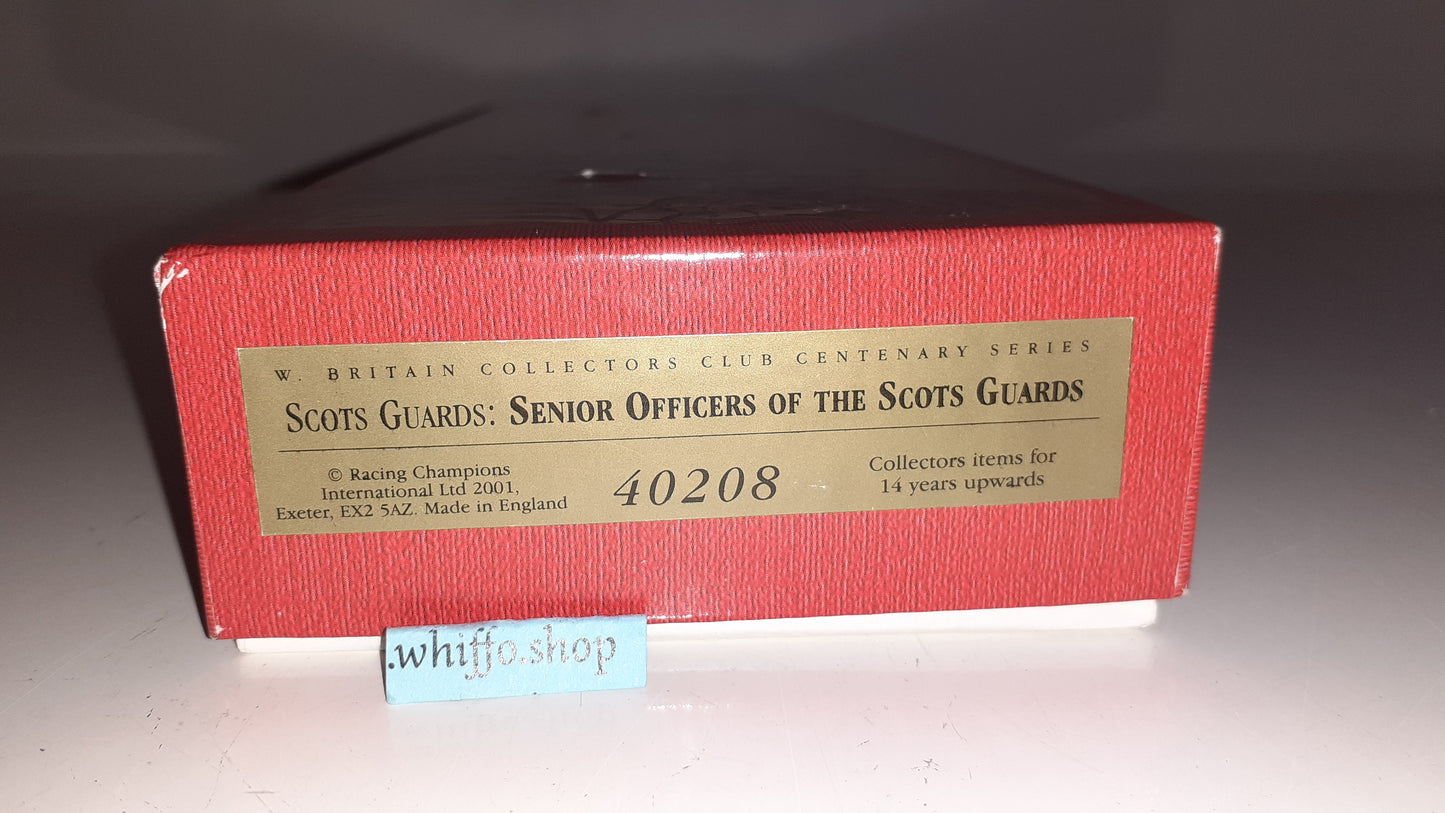 W. BRITAIN COLLECTORS CLUB CENTENARY SERIES
SCOTS GUARDS: SENIOR OFFICERS OF THE SCOTS GUARDS
© Racing Champions
International Ltd 2001,
Exeter, EX2 5AZ. Made in England
40208
Collectors items for
14 years upwards
.whiffo.shop